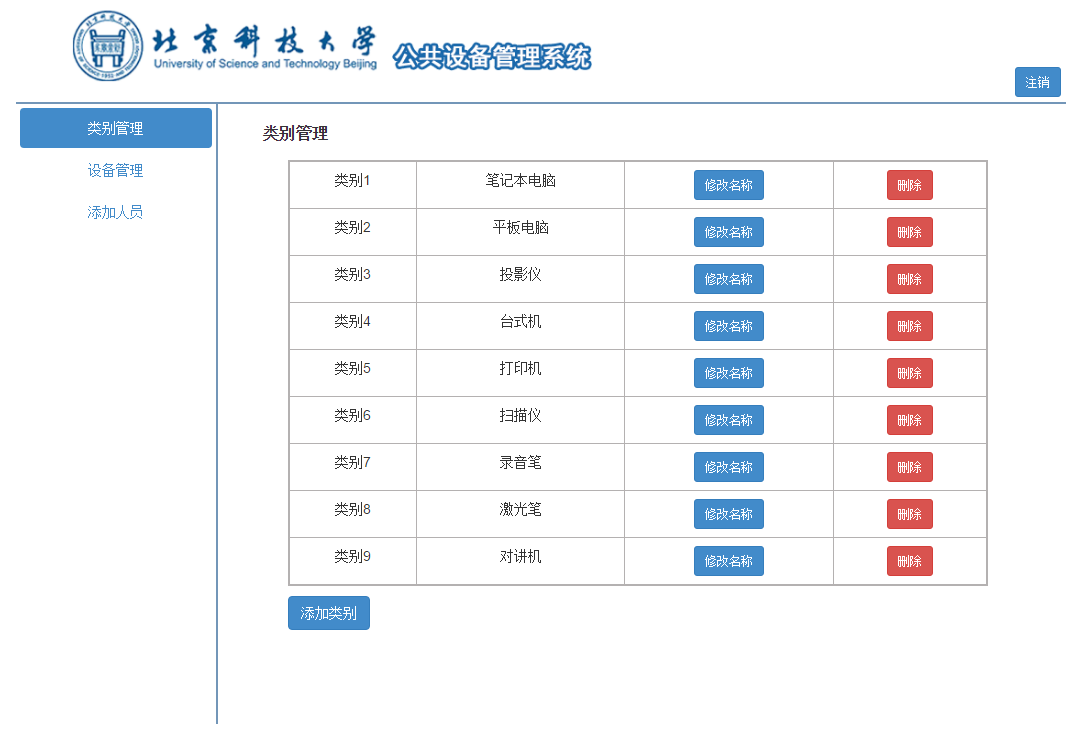 北京科技大学
University of Science and Technology Beijing
公共设备管理系统
注销
类别管理
设备管理
添加人员
类别管理
类别1 笔记本电脑 修改名称 删除
类别2 平板电脑 修改名称 删除
类别3 投影仪 修改名称 删除
类别4 台式机 修改名称 删除
类别5 打印机 修改名称 删除
类别6 扫描仪 修改名称 删除
类别7 录音笔 修改名称 删除
类别8 激光笔 修改名称 删除
类别9 对讲机 修改名称 删除
添加类别